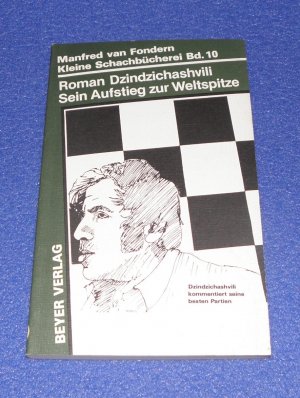 Manfred van Fondern
Kleine Schachbücherei Bd. 10
Roman Dzindzichashvili
Sein Aufstieg zur Weltspitze
Dzindzichashvili
kommentiert seine
besten Partien
BEYER VERLAG